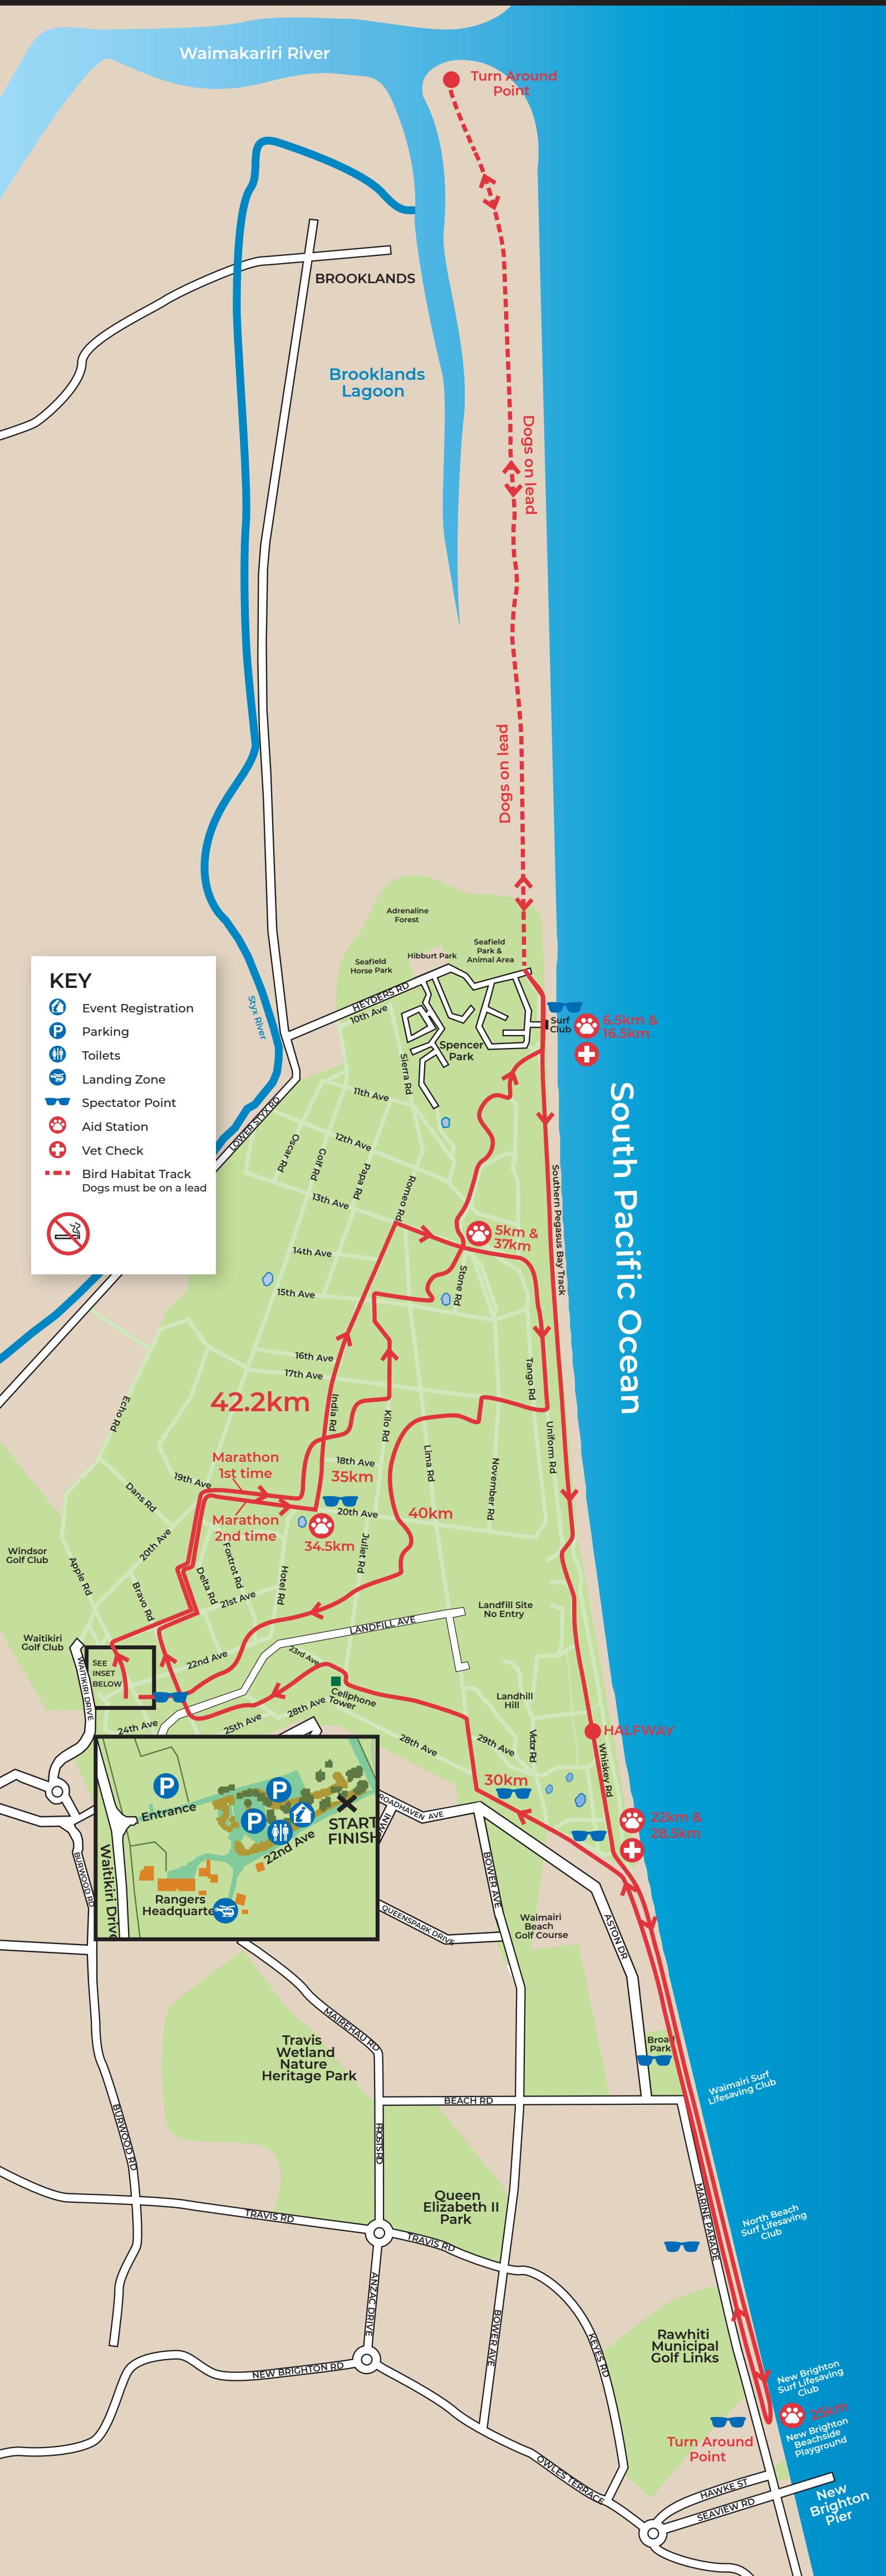 Waimakariri River
Turn Around
Point
BROOKLANDS
Brooklands
Lagoon
Dogs on lead
Dogs on lead
Adrenaline
Forest
Seafield
Park &
Animal Area
Hibburt Park
Seafield
Horse Park
HEYDERS RD
10th Ave
Spencer
Park
Surf
Club
6.5km &
16.5km
KEY
Event Registration
Parking
Toilets
Landing Zone
Spectator Point
Aid Station
Vet Check
Bird Habitat Track
Dogs must be on a lead
Styx River
LOWER STYX RD
Sierra Rd
11th Ave
12th Ave
Oscar Rd
Golf Rd
Papa Rd
13th Ave
Romeo Rd
5km &
37km
14th Ave
15th Ave
Stone Rd
Southern Pegasus Bay Track
South Pacific Ocean
16th Ave
17th Ave
Tango Rd
42.2km
Echo Rd
India Rd
Kilo Rd
Uniform Rd
Lima Rd
November Rd
Marathon
1st time
18th Ave
35km
19th Ave
Dans Rd
Marathon
2nd time
20th Ave
40km
34.5km
20th Ave
Juliet Rd
Windsor
Golf Club
Apple Rd
Bravo Rd
Delta Rd
Foxtrot Rd
21st Ave
Hotel Rd
Landfill Site
No Entry
LANDFILL AVE
Waitikiri
Golf Club
WAITIKIRI DRIVE
SEE
INSET
BELOW
22nd Ave
23rd Ave
Cellphone
Tower
24th Ave
25th Ave
28th Ave
28th Ave
29th Ave
Landhill
Hill
Victor Rd
HALFWAY
Whiskey Rd
30km
22km &
28.5km
Entrance
START
FINISH
22nd Ave
Rangers
Headquarte
Waitikiri Drive
BURWOOD RD
ROADHAVEN AVE
INW
BOWER AVE
QUEENSPARK DRIVE
Waimairi
Beach
Golf Course
ASTON DR
Travis
Wetland
Nature
Heritage Park
MAIREHAU RD
Broad
Park
Waimairi Surf
Lifesaving Club
BEACH RD
BURWOOD RD
FROSTS RD
Queen
Elizabeth II
Park
MARINE PARADE
North Beach
Surf Lifesaving
Club
TRAVIS RD
TRAVIS RD
ANZAC DRIVE
BOWER AVE
KEYES RD
Rawhiti
Municipal
Golf Links
NEW BRIGHTON RD
New Brighton
Surf Lifesaving
Club
25km
New Brighton
Beachside
Playground
Turn Around
Point
OWLES TERRACE
HAWKE ST
SEAVIEW RD
New
Brighton
Pier